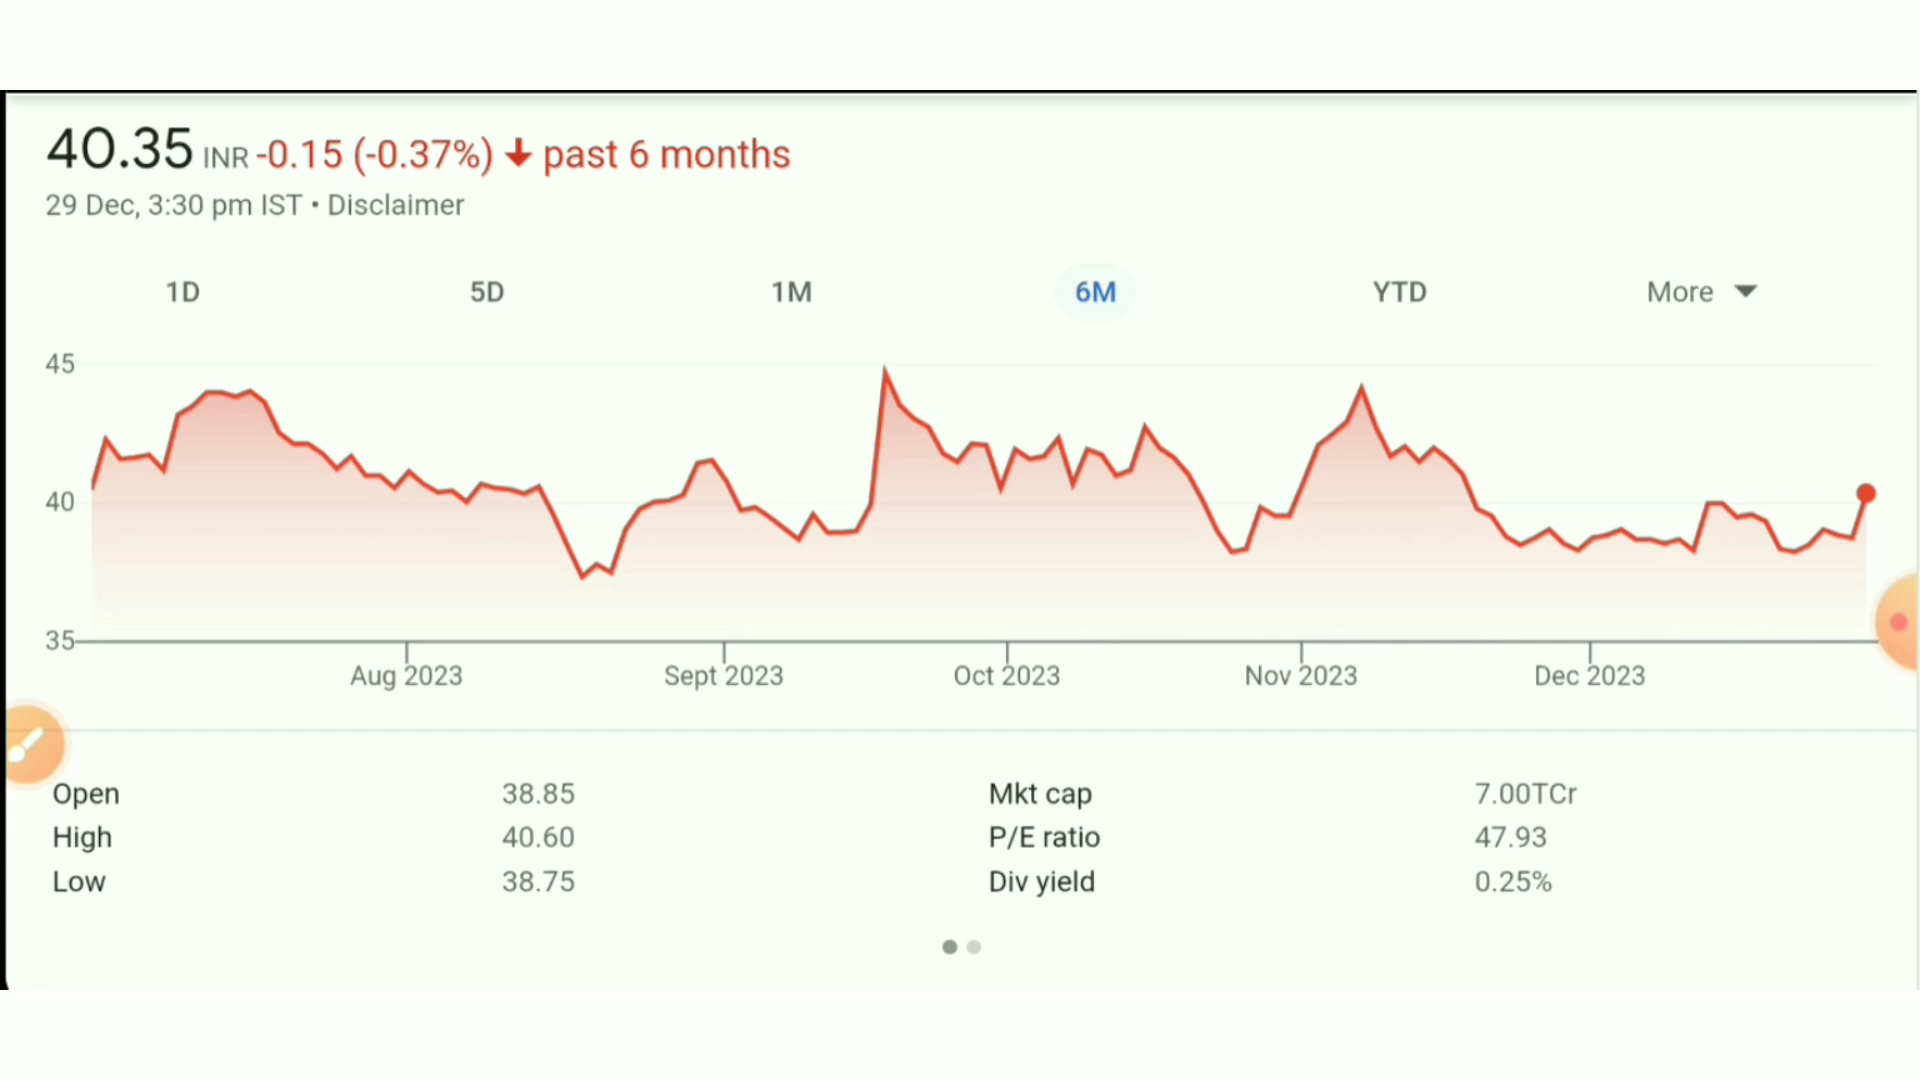 40.35 INR -0.15 (-0.37%) past 6 months
29 Dec, 3:30 pm IST • Disclaimer
1D 5D 1M 6M YTD More
45
40
35
Aug 2023 Sept 2023 Oct 2023 Nov 2023 Dec 2023
Open 38.85 Mkt cap 7.00TCr
High 40.60 P/E ratio 47.93
Low 38.75 Div yield 0.25%